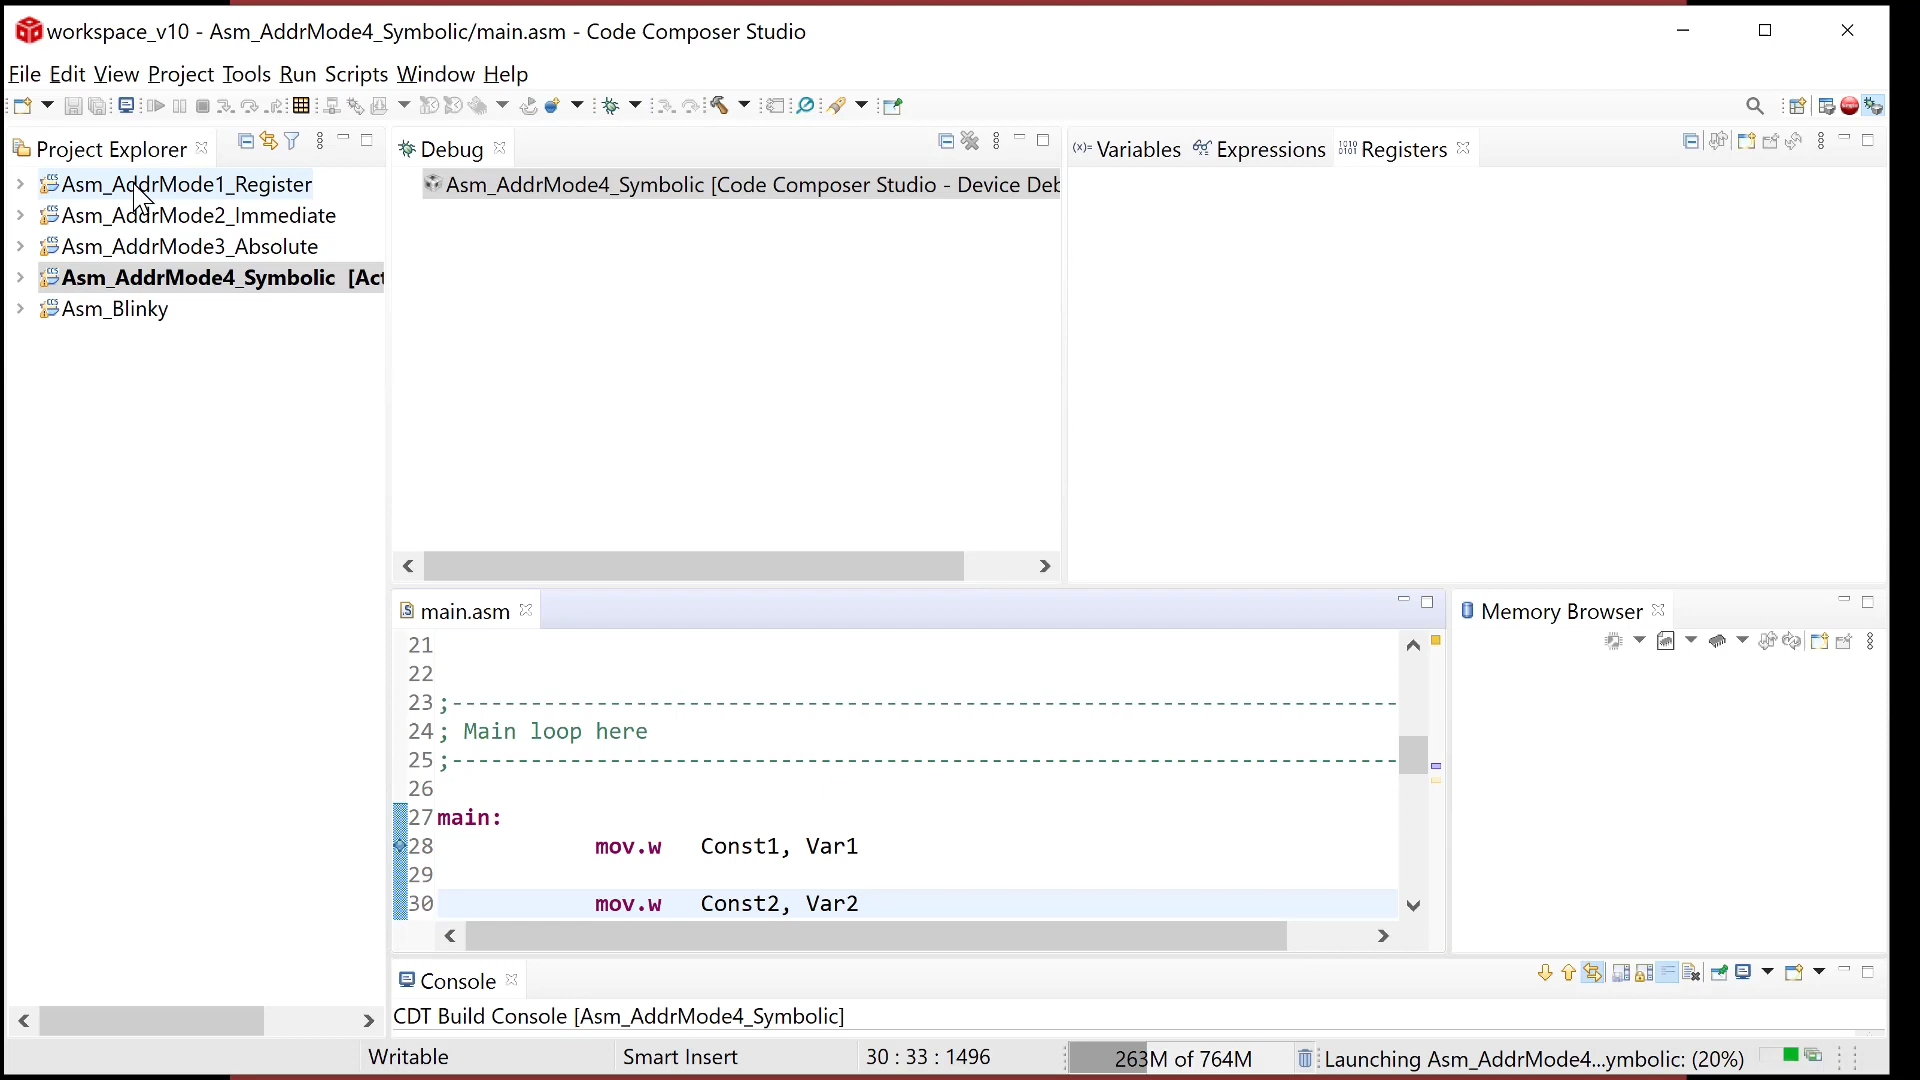 workspace_v10 - Asm_AddrMode4_Symbolic/main.asm - Code Composer Studio
File Edit View Project Tools Run Scripts Window Help
Project Explorer
Asm_AddrMode1_Register
Asm_AddrMode2_Immediate
Asm_AddrMode3_Absolute
Asm_AddrMode4_Symbolic [Act
Asm_Blinky
Debug
Asm_AddrMode4_Symbolic [Code Composer Studio - Device Deb
(x)= Variables
Expressions
1010 0101 Registers
main.asm
21
22
23 ;------------------------------------------------------------------------
24 ; Main loop here
25 ;------------------------------------------------------------------------
26
27 main:
28 mov.w Const1, Var1
29
30 mov.w Const2, Var2
Memory Browser
Console
CDT Build Console [Asm_AddrMode4_Symbolic]
Writable
Smart Insert
30 : 33 : 1496
263M of 764M
Launching Asm_AddrMode4...ymbolic: (20%)